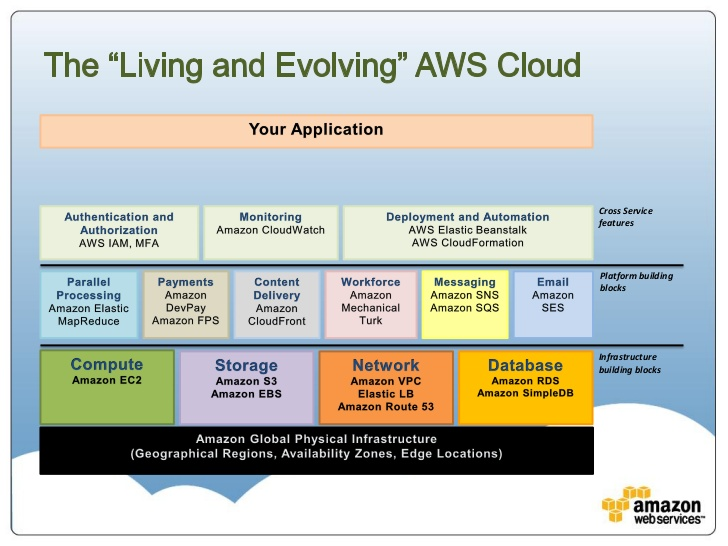 The “Living and Evolving” AWS Cloud
Your Application
Authentication and
Authorization
AWS IAM, MFA
Monitoring
Amazon CloudWatch
Deployment and Automation
AWS Elastic Beanstalk
AWS CloudFormation
Cross Service
features
Parallel
Processing
Amazon Elastic
MapReduce
Payments
Amazon
DevPay
Amazon FPS
Content
Delivery
Amazon
CloudFront
Workforce
Amazon
Mechanical
Turk
Messaging
Amazon SNS
Amazon SQS
Email
Amazon
SES
Platform building
blocks
Compute
Amazon EC2
Storage
Amazon S3
Amazon EBS
Network
Amazon VPC
Elastic LB
Amazon Route 53
Database
Amazon RDS
Amazon SimpleDB
Infrastructure
building blocks
Amazon Global Physical Infrastructure
(Geographical Regions, Availability Zones, Edge Locations)
amazon
webservices™